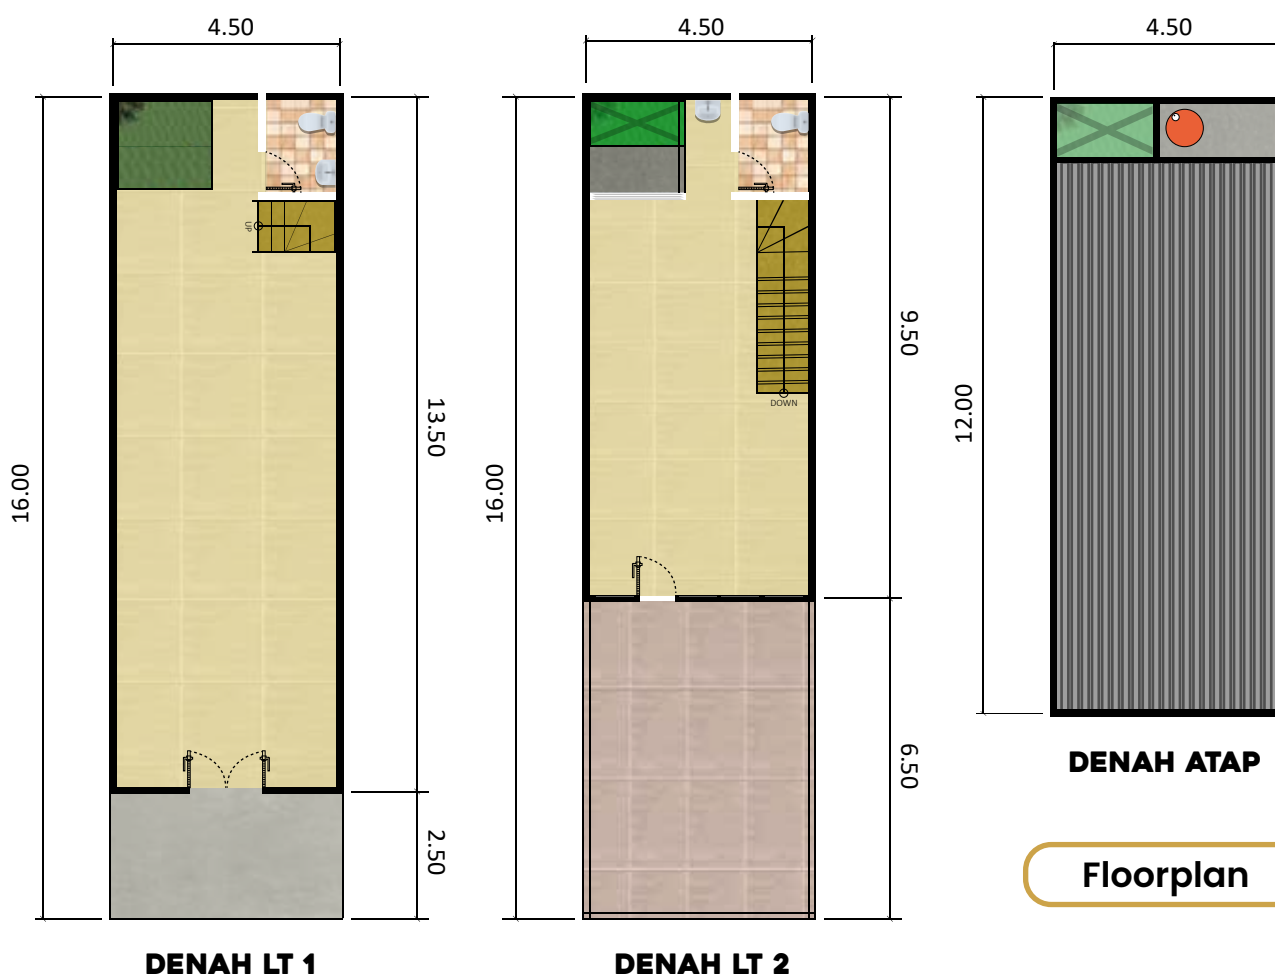 4.50
16.00
UP
13.50
2.50
DENAH LT 1
4.50
16.00
DOWN
9.50
6.50
DENAH LT 2
4.50
12.00
DENAH ATAP
Floorplan